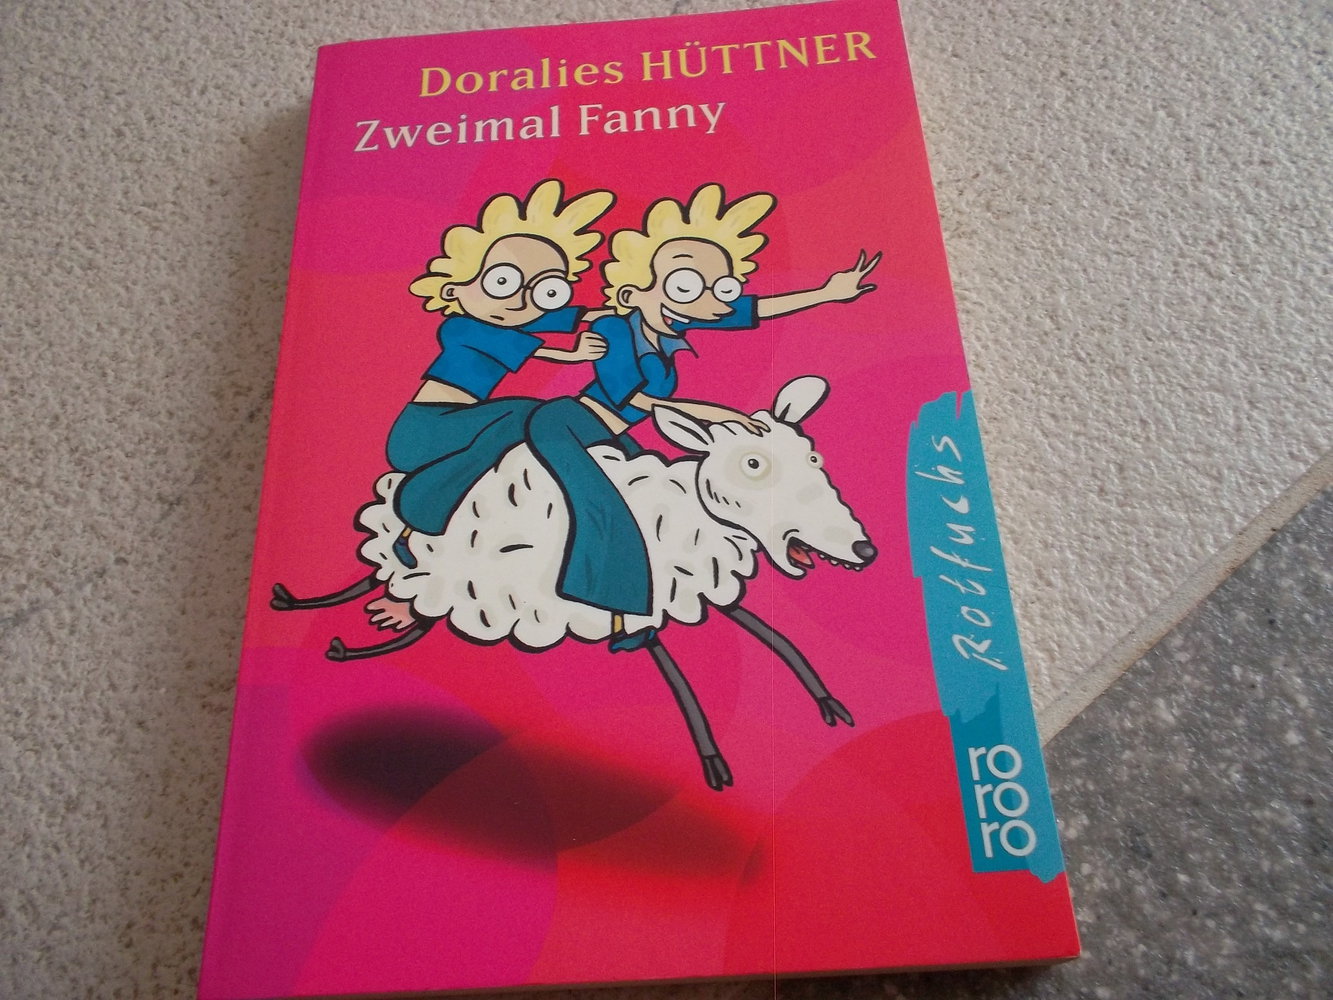 Doralies HÜTTNER
Zweimal Fanny
Rotfuchs
ro
ro
ro